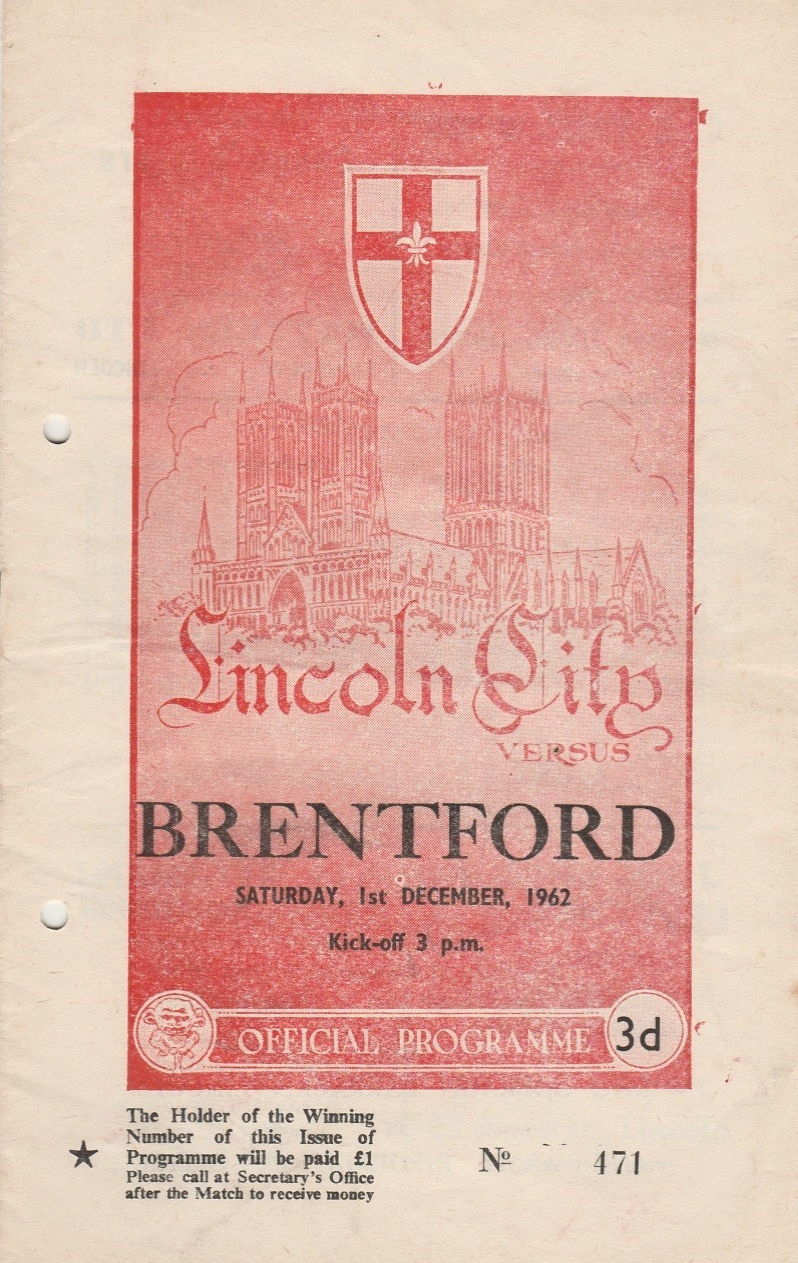 Lincoln City
VERSUS
BRENTFORD
SATURDAY, 1st DECEMBER, 1962
Kick-off 3 p.m.
OFFICIAL PROGRAMME 3d
The Holder of the Winning
Number of this Issue of
Programme will be paid £1
Please call at Secretary's Office
after the Match to receive money
★
Nº 471